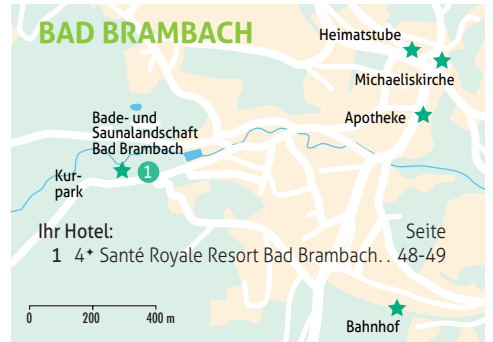 BAD BRAMBACH
Heimatstube
Michaeliskirche
Apotheke
Bade- und
Saunalandschaft
Bad Brambach
1
Kur-
park
Ihr Hotel: Seite
1 4✦ Santé Royale Resort Bad Brambach. . 48-49
0 200 400 m
Bahnhof